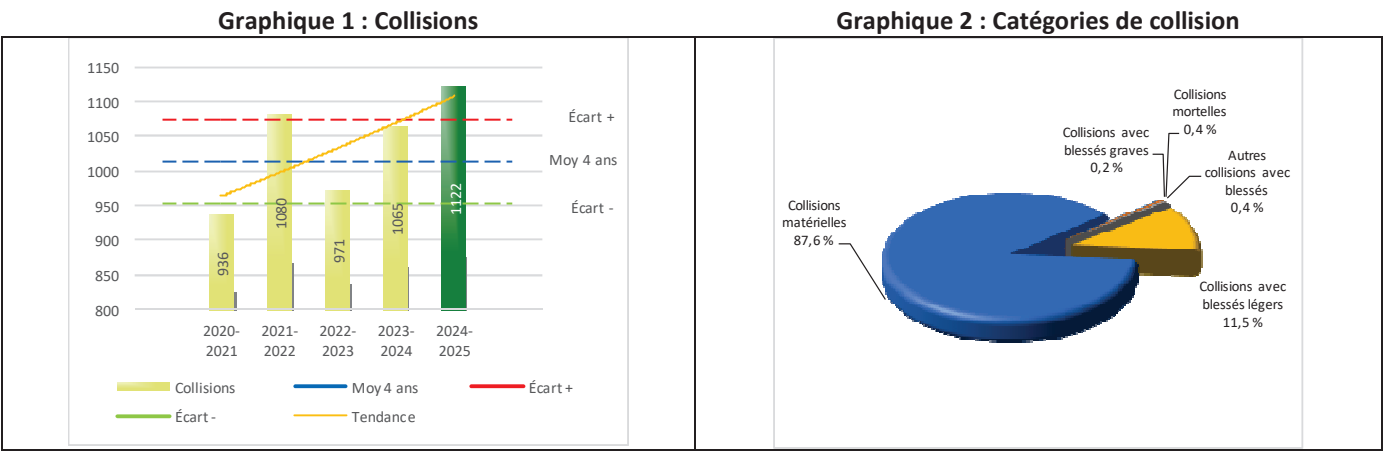 Graphique 1 : Collisions
1150
1100
1050
1000
950
900
850
800
936
1080
971
1065
1122
Écart +
Moy 4 ans
Écart -
2020-
2021
2021-
2022
2022-
2023
2023-
2024
2024-
2025
Collisions
Moy 4 ans
Écart +
Écart -
Tendance
Graphique 2 : Catégories de collision
Collisions
mortelles
0,4 %
Collisions avec
blessés graves
0,2 %
Autres
collisions avec
blessés
0,4 %
Collisions
matérielles
87,6 %
Collisions avec
blessés légers
11,5 %